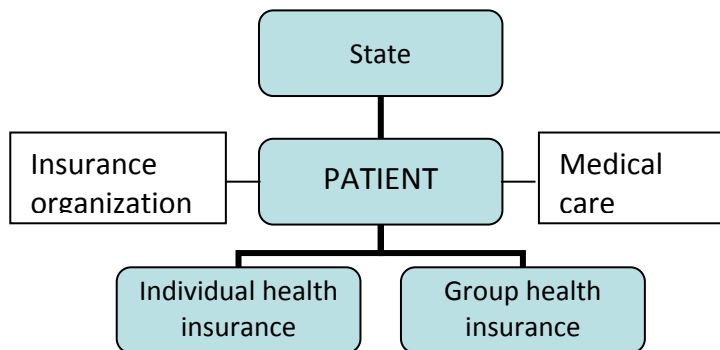 State
Insurance
organization
PATIENT
Medical
care
Individual health
insurance
Group health
insurance